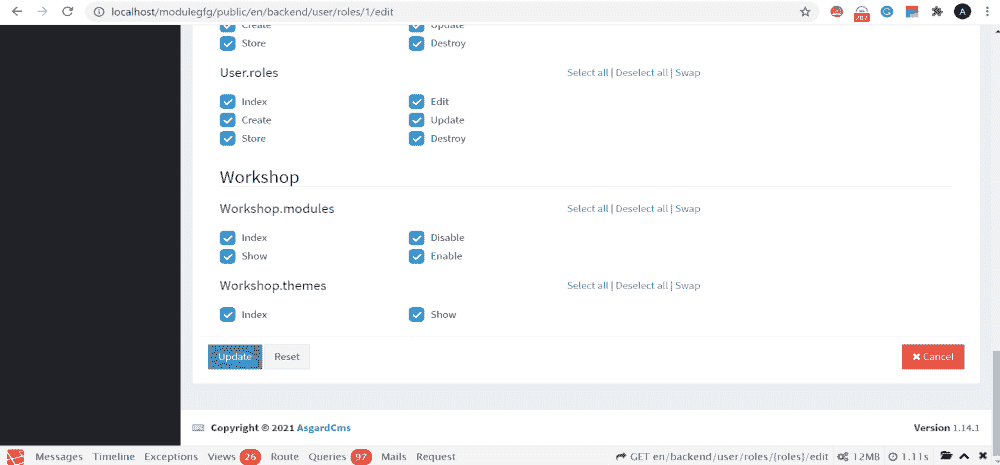 localhost/modulegfg/public/en/backend/user/roles/1/edit
Create Update
Store Destroy
User.roles Select all | Deselect all | Swap
Index Edit
Create Update
Store Destroy
Workshop
Workshop.modules Select all | Deselect all | Swap
Index Disable
Show Enable
Workshop.themes Select all | Deselect all | Swap
Index Show
Update Reset Cancel
Copyright © 2021 AsgardCms Version 1.14.1
Messages Timeline Exceptions Views 26 Route Queries 97 Mails Request GET en/backend/user/roles/{roles}/edit 12MB 1.11s